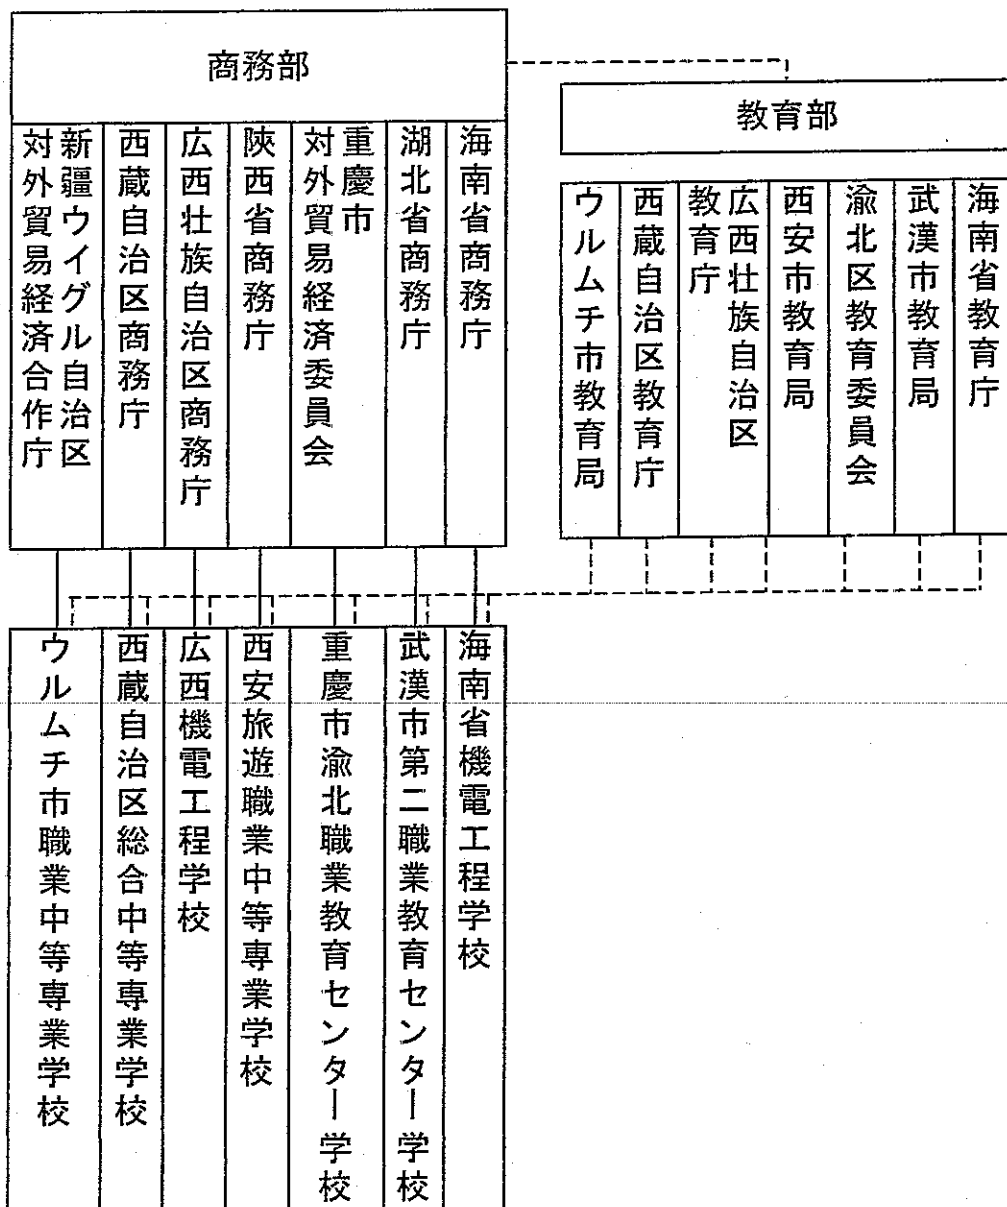 商務部
教育部
新疆ウイグル自治区
対外貿易経済合作庁
西蔵自治区商務庁
広西壮族自治区商務庁
陝西省商務庁
重慶市
対外貿易経済委員会
湖北省商務庁
海南省商務庁
ウルムチ市教育局
西蔵自治区教育庁
広西壮族自治区
教育庁
西安市教育局
渝北区教育委員会
武漢市教育局
海南省教育庁
ウルムチ市職業中等専業学校
西蔵自治区総合中等専業学校
広西機電工程学校
西安旅遊職業中等専業学校
重慶市渝北職業教育センター学校
武漢市第二職業教育センター学校
海南省機電工程学校